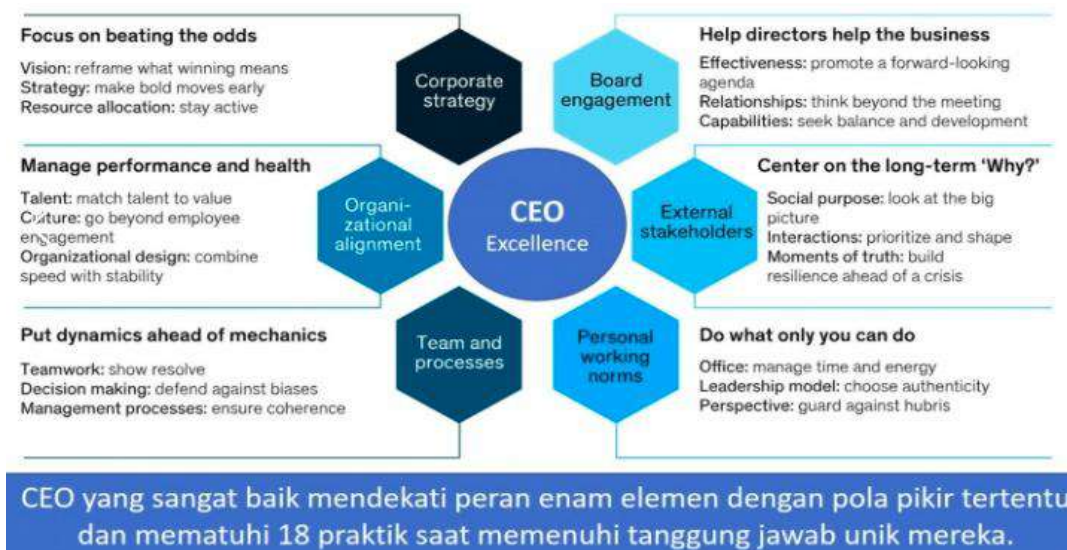 Focus on beating the odds
Vision: reframe what winning means
Strategy: make bold moves early
Resource allocation: stay active
Corporate
strategy
Board
engagement
Help directors help the business
Effectiveness: promote a forward-looking
agenda
Relationships: think beyond the meeting
Capabilities: seek balance and development
Manage performance and health
Talent: match talent to value
Culture: go beyond employee
engagement
Organizational design: combine
speed with stability
Organi-
zational
alignment
CEO
Excellence
External
stakeholders
Center on the long-term ‘Why?’
Social purpose: look at the big
picture
Interactions: prioritize and shape
Moments of truth: build
resilience ahead of a crisis
Put dynamics ahead of mechanics
Teamwork: show resolve
Decision making: defend against biases
Management processes: ensure coherence
Team and
processes
Personal
working
norms
Do what only you can do
Office: manage time and energy
Leadership model: choose authenticity
Perspective: guard against hubris
CEO yang sangat baik mendekati peran enam elemen dengan pola pikir tertentu
dan mematuhi 18 praktik saat memenuhi tanggung jawab unik mereka.